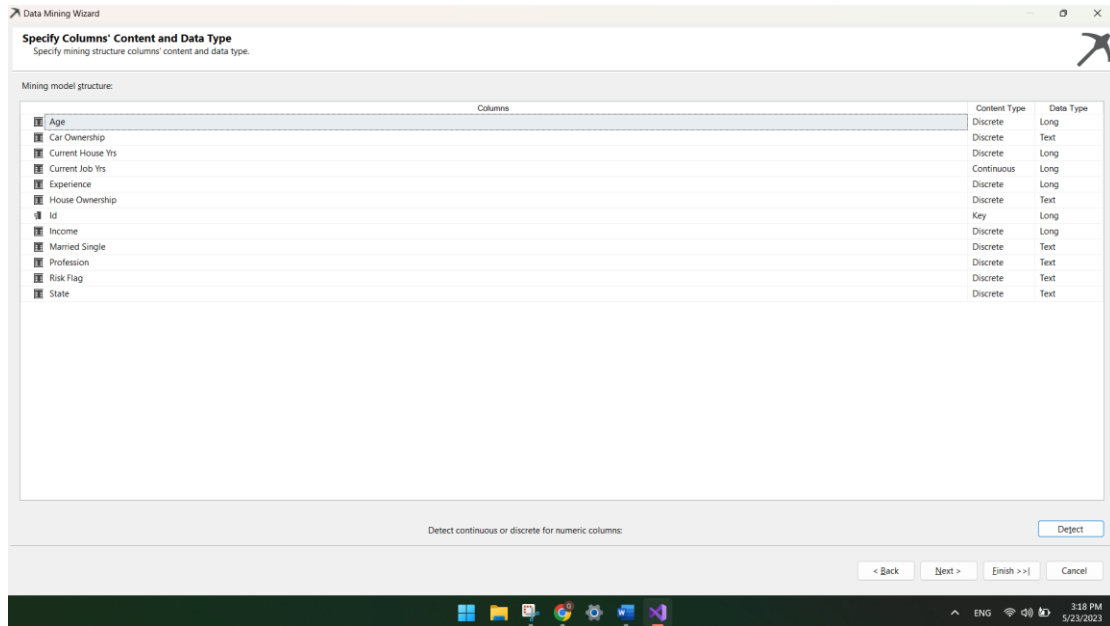 Data Mining Wizard
Specify Columns' Content and Data Type
Specify mining structure columns' content and data type.
Mining model structure:
Columns Content Type Data Type
Age Discrete Long
Car Ownership Discrete Text
Current House Yrs Discrete Long
Current Job Yrs Continuous Long
Experience Discrete Long
House Ownership Discrete Text
Id Key Long
Income Discrete Long
Married Single Discrete Text
Profession Discrete Text
Risk Flag Discrete Text
State Discrete Text
Detect continuous or discrete for numeric columns: Detect
< Back Next > Finish >>| Cancel
ENG 3:18 PM
5/23/2023